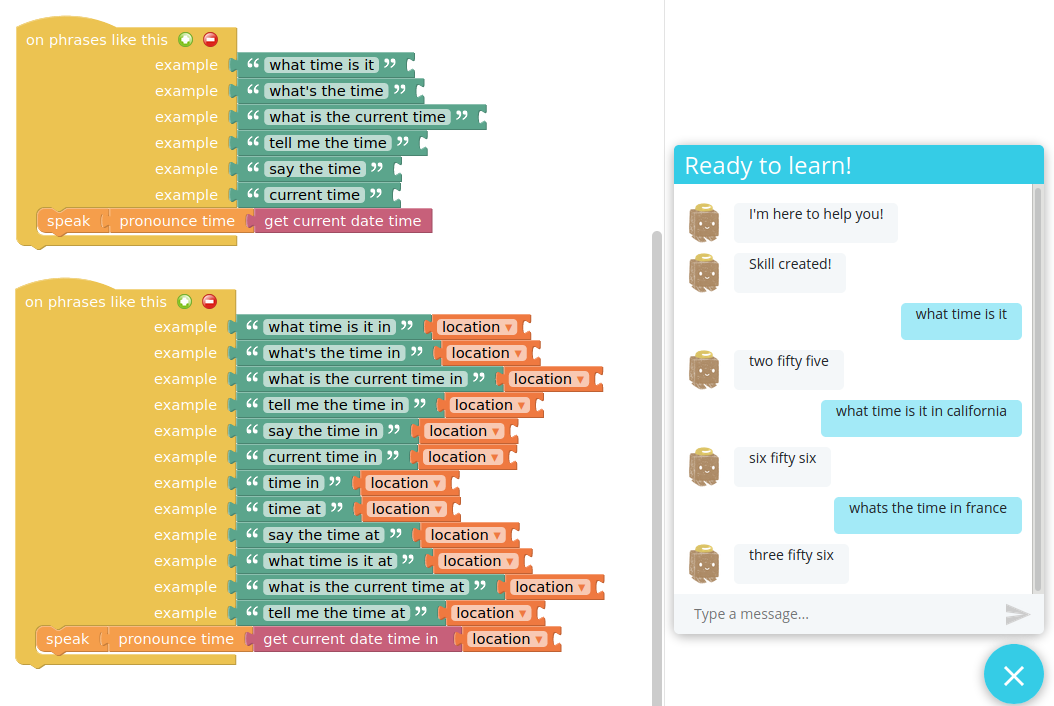 on phrases like this
example “ what time is it ”
example “ what's the time ”
example “ what is the current time ”
example “ tell me the time ”
example “ say the time ”
example “ current time ”
speak pronounce time get current date time
on phrases like this
example “ what time is it in ” location ▾
example “ what's the time in ” location ▾
example “ what is the current time in ” location ▾
example “ tell me the time in ” location ▾
example “ say the time in ” location ▾
example “ current time in ” location ▾
example “ time in ” location ▾
example “ time at ” location ▾
example “ say the time at ” location ▾
example “ what time is it at ” location ▾
example “ what is the current time at ” location ▾
example “ tell me the time at ” location ▾
speak pronounce time get current date time in location ▾
Ready to learn!
I'm here to help you!
Skill created!
what time is it
two fifty five
what time is it in california
six fifty six
whats the time in france
three fifty six
Type a message...